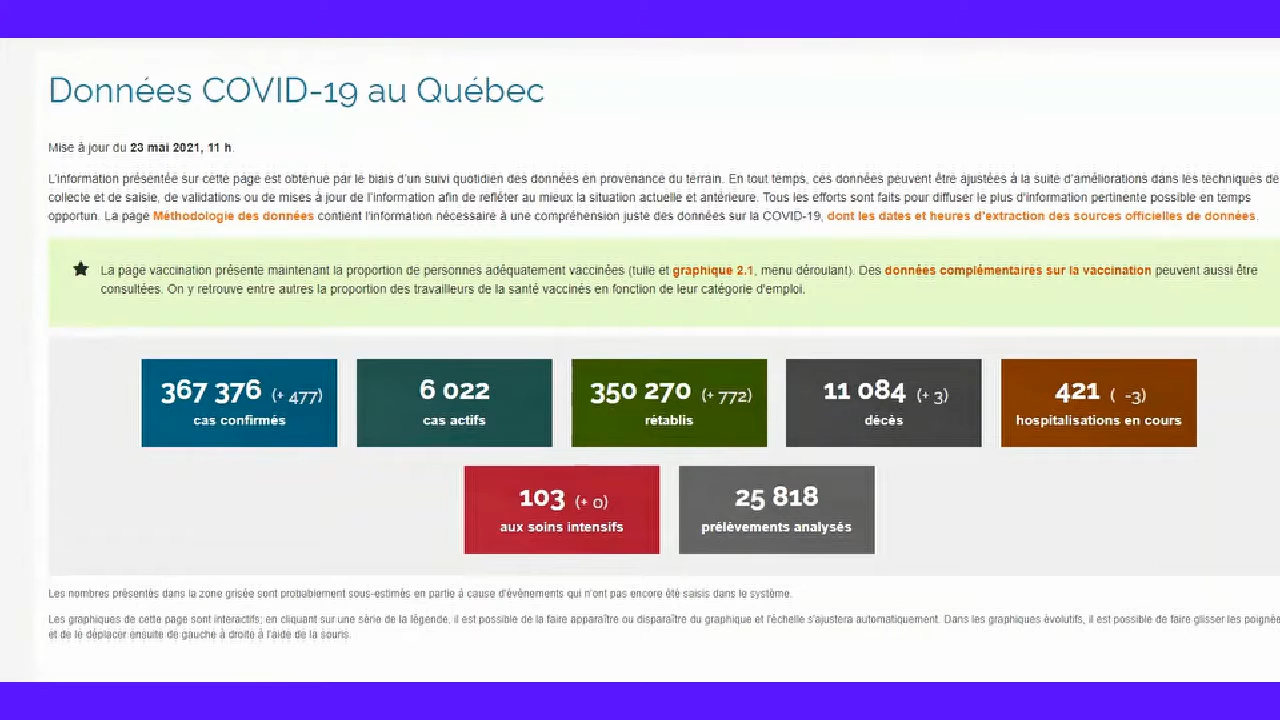 Données COVID-19 au Québec
Mise à jour du 23 mai 2021, 11 h.
L'information présentée sur cette page est obtenue par le biais d'un suivi quotidien des données en provenance du terrain. En tout temps, ces données peuvent être ajustées à la suite d'améliorations dans les techniques de
collecte et de saisie, de validations ou de mises à jour de l'information afin de refléter au mieux la situation actuelle et antérieure. Tous les efforts sont faits pour diffuser le plus d'information pertinente possible en temps
opportun. La page Méthodologie des données contient l'information nécessaire à une compréhension juste des données sur la COVID-19, dont les dates et heures d'extraction des sources officielles de données.
★ La page vaccination présente maintenant la proportion de personnes adéquatement vaccinées (tuile et graphique 2.1, menu déroulant). Des données complémentaires sur la vaccination peuvent aussi être
consultées. On y retrouve entre autres la proportion des travailleurs de la santé vaccinés en fonction de leur catégorie d'emploi.
367 376 (+ 477)
cas confirmés
6 022
cas actifs
350 270 (+ 772)
rétablis
11 084 (+ 3)
décès
421 ( -3)
hospitalisations en cours
103 (+ 0)
aux soins intensifs
25 818
prélèvements analysés
Les nombres présentés dans la zone grisée sont probablement sous-estimés en partie à cause d'événements qui n'ont pas encore été saisis dans le système.
Les graphiques de cette page sont interactifs; en cliquant sur une série de la légende, il est possible de la faire apparaître ou disparaître du graphique et l'échelle s'ajustera automatiquement. Dans les graphiques évolutifs, il est possible de faire glisser les poignée
et de le déplacer ensuite de gauche à droite à l'aide de la souris.